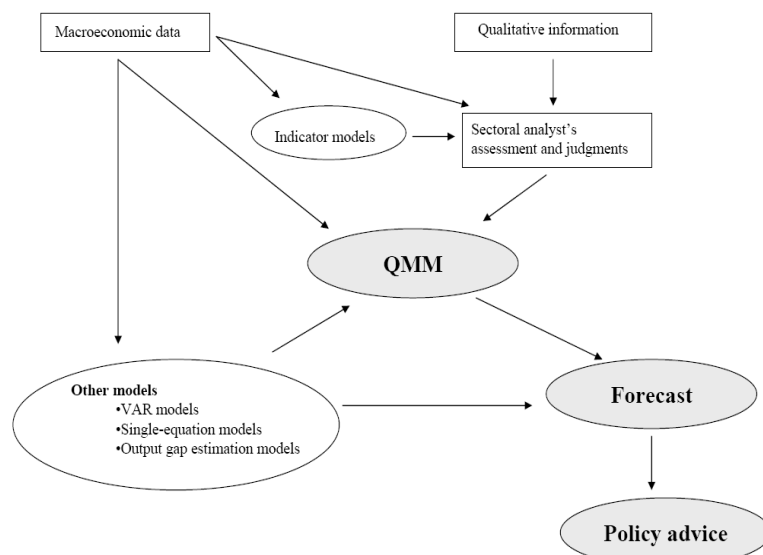 Macroeconomic data
Qualitative information
Indicator models
Sectoral analyst's
assessment and judgments
QMM
Other models
•VAR models
•Single-equation models
•Output gap estimation models
Forecast
Policy advice